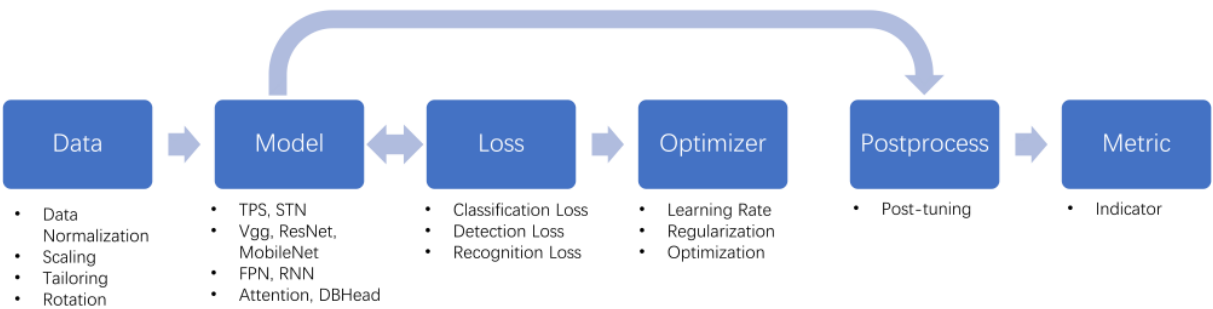 Data
Model
Loss
Optimizer
Postprocess
Metric
• Data
Normalization
• Scaling
• Tailoring
• Rotation
• TPS, STN
• Vgg, ResNet,
MobileNet
• FPN, RNN
• Attention, DBHead
• Classification Loss
• Detection Loss
• Recognition Loss
• Learning Rate
• Regularization
• Optimization
• Post-tuning
• Indicator